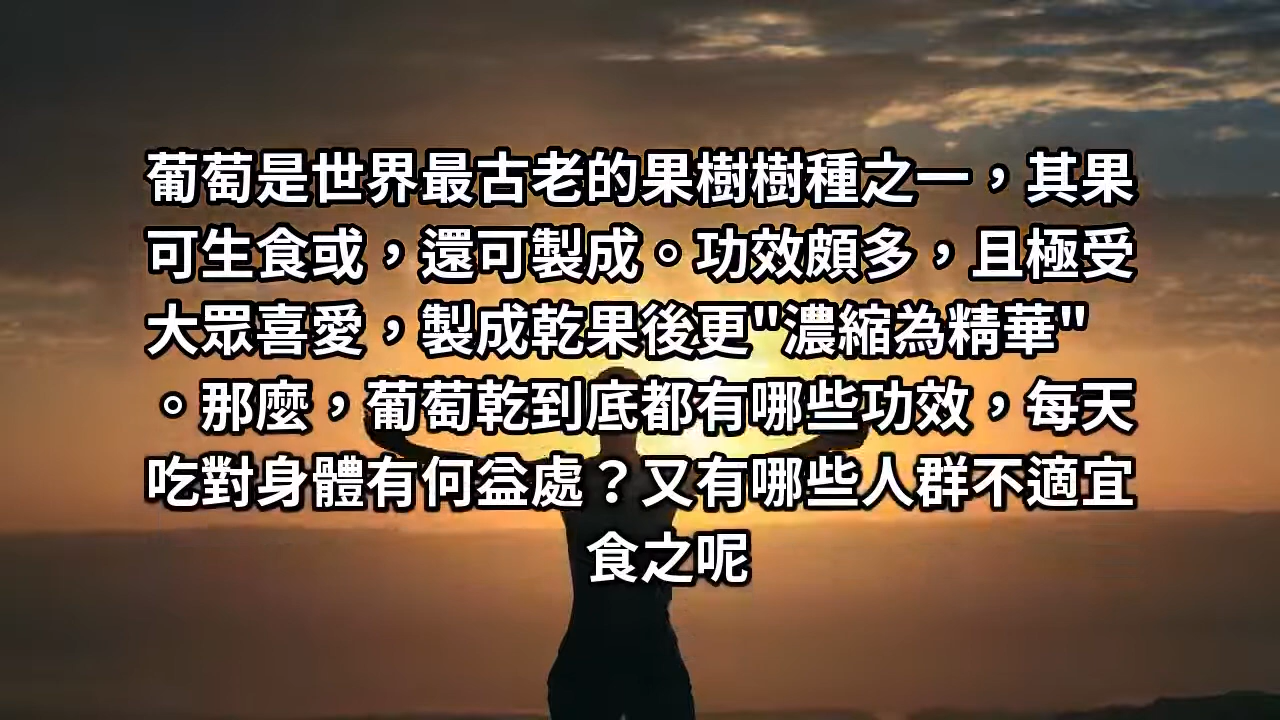 葡萄是世界最古老的果樹樹種之一，其果
可生食或，還可製成。功效頗多，且極受
大眾喜愛，製成乾果後更"濃縮為精華"
。那麼，葡萄乾到底都有哪些功效，每天
吃對身體有何益處？又有哪些人群不適宜
食之呢